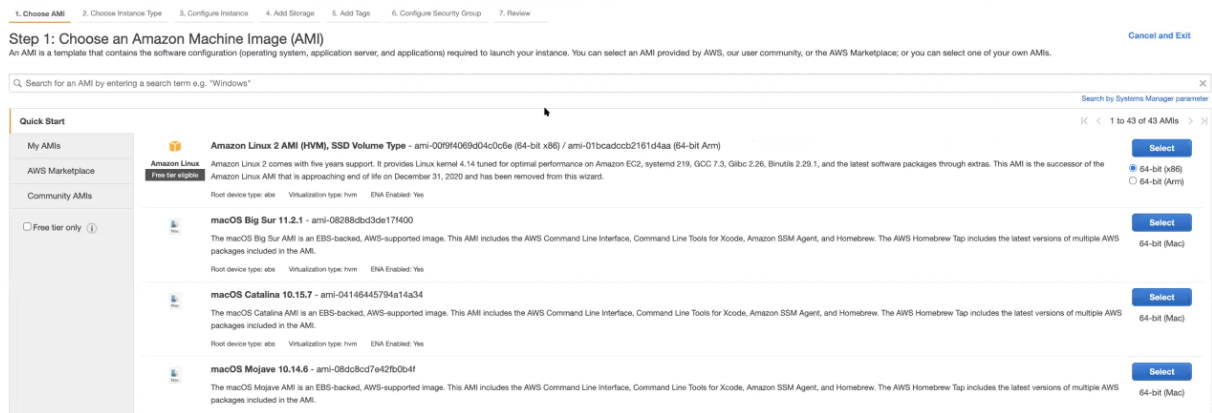 1. Choose AMI 2. Choose Instance Type 3. Configure Instance 4. Add Storage 5. Add Tags 6. Configure Security Group 7. Review
Step 1: Choose an Amazon Machine Image (AMI)
Cancel and Exit
An AMI is a template that contains the software configuration (operating system, application server, and applications) required to launch your instance. You can select an AMI provided by AWS, our user community, or the AWS Marketplace; or you can select one of your own AMIs.
Search for an AMI by entering a search term e.g. "Windows"
Search by Systems Manager parameter
Quick Start
1 to 43 of 43 AMIs
My AMIs
AWS Marketplace
Community AMIs
Free tier only
Amazon Linux
Free tier eligible
Amazon Linux 2 AMI (HVM), SSD Volume Type - ami-00f9f4069d04c0c6e (64-bit x86) / ami-01bcadccb2161d4aa (64-bit Arm)
Amazon Linux 2 comes with five years support. It provides Linux kernel 4.14 tuned for optimal performance on Amazon EC2, systemd 219, GCC 7.3, Glibc 2.26, Binutils 2.29.1, and the latest software packages through extras. This AMI is the successor of the
Amazon Linux AMI that is approaching end of life on December 31, 2020 and has been removed from this wizard.
Root device type: ebs Virtualization type: hvm ENA Enabled: Yes
Select
64-bit (x86)
64-bit (Arm)
Mac
macOS Big Sur 11.2.1 - ami-08288dbd3de17f400
The macOS Big Sur AMI is an EBS-backed, AWS-supported image. This AMI includes the AWS Command Line Interface, Command Line Tools for Xcode, Amazon SSM Agent, and Homebrew. The AWS Homebrew Tap includes the latest versions of multiple AWS
packages included in the AMI.
Root device type: ebs Virtualization type: hvm ENA Enabled: Yes
Select
64-bit (Mac)
Mac
macOS Catalina 10.15.7 - ami-04146445794a14a34
The macOS Catalina AMI is an EBS-backed, AWS-supported image. This AMI includes the AWS Command Line Interface, Command Line Tools for Xcode, Amazon SSM Agent, and Homebrew. The AWS Homebrew Tap includes the latest versions of multiple AWS
packages included in the AMI.
Root device type: ebs Virtualization type: hvm ENA Enabled: Yes
Select
64-bit (Mac)
Mac
macOS Mojave 10.14.6 - ami-08dc8cd7e42fb0b4f
The macOS Mojave AMI is an EBS-backed, AWS-supported image. This AMI includes the AWS Command Line Interface, Command Line Tools for Xcode, Amazon SSM Agent, and Homebrew. The AWS Homebrew Tap includes the latest versions of multiple AWS
packages included in the AMI.
Select
64-bit (Mac)